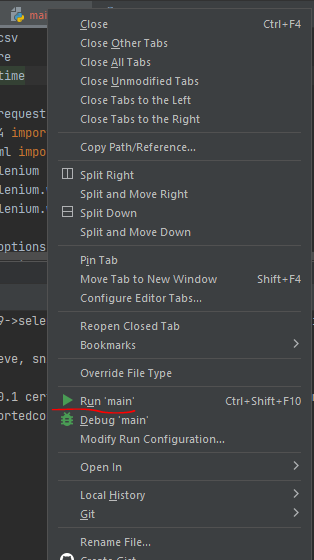 mai
csv
re
time
request
4 import
ml impo
lenium
lenium.
lenium.
options
9->sele
eve, sn
0.1 cer
ortedco
Close Ctrl+F4
Close Other Tabs
Close All Tabs
Close Unmodified Tabs
Close Tabs to the Left
Close Tabs to the Right
Copy Path/Reference...
Split Right
Split and Move Right
Split Down
Split and Move Down
Pin Tab
Move Tab to New Window Shift+F4
Configure Editor Tabs...
Reopen Closed Tab
Bookmarks
Override File Type
Run 'main' Ctrl+Shift+F10
Debug 'main'
Modify Run Configuration...
Open In
Local History
Git
Rename File...
Create Gist